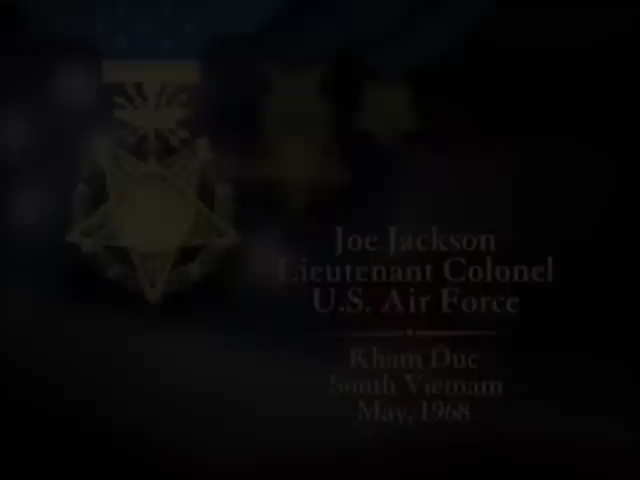 Joe Jackson
Lieutenant Colonel
U.S. Air Force
Kham Duc
South Vietnam
May, 1968